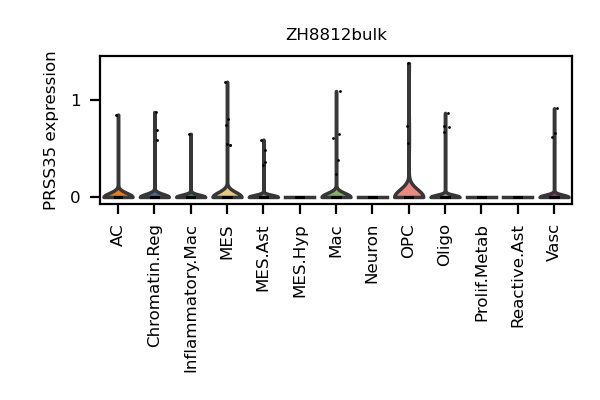 ZH8812bulk
PRSS35 expression
1
0
AC
Chromatin.Reg
Inflammatory.Mac
MES
MES.Ast
MES.Hyp
Mac
Neuron
OPC
Oligo
Prolif.Metab
Reactive.Ast
Vasc